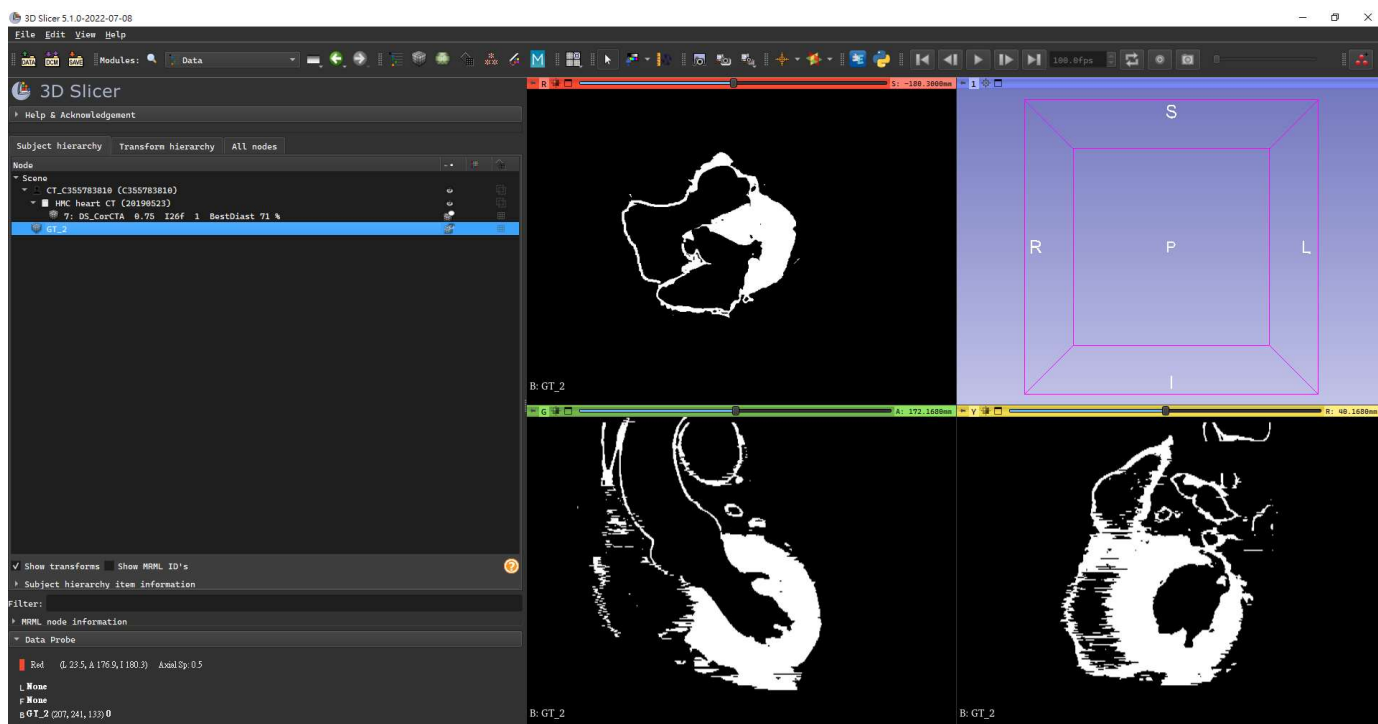 3D Slicer 5.1.0-2022-07-08
File Edit View Help
DATA DCM SAVE Modules: Data M 100.0fps
3D Slicer
Help & Acknowledgement
Subject hierarchy Transform hierarchy All nodes
Node
Scene
CT_C355783810 (C355783810)
HMC heart CT (20190523)
7: DS_CorCTA 0.75 I26f 1 BestDiast 71 %
GT_2
Show transforms Show MRML ID's
Subject hierarchy item information
Filter:
MRML node information
Data Probe
Red (L 23.5, A 176.9, I 180.3) Axial Sp: 0.5
L None
F None
B GT_2 (207, 241, 133) 0
R S: -180.3000mm
B: GT_2
1
S
R P L
I
G A: 172.1680mm
B: GT_2
Y R: 40.1680mm
B: GT_2